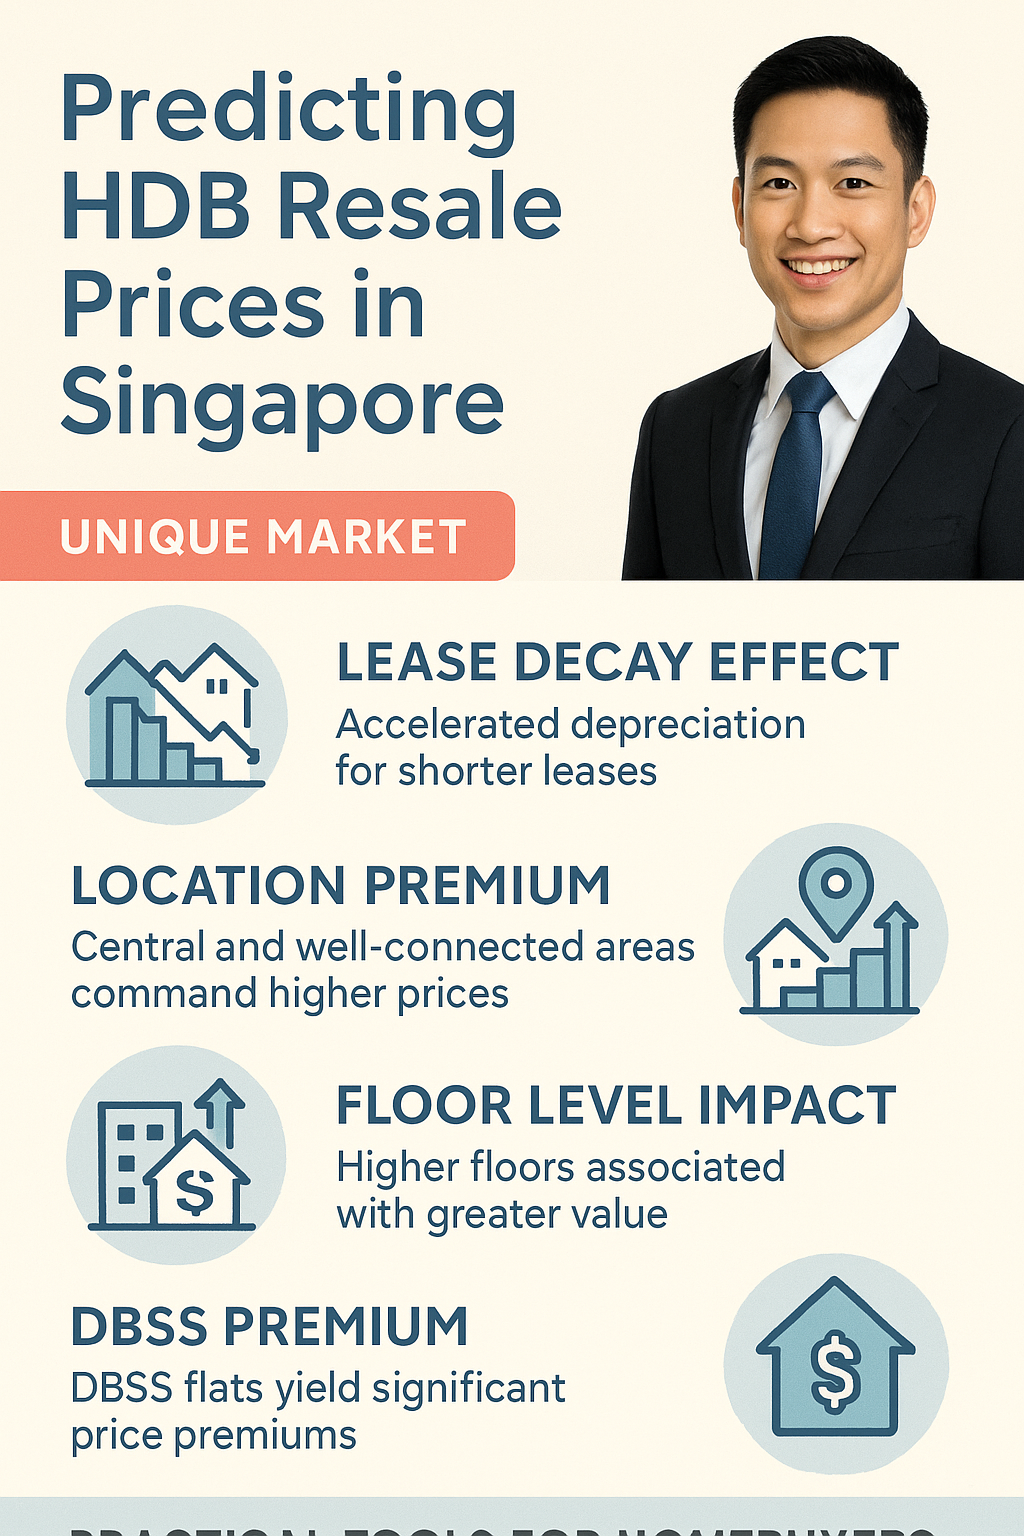 Predicting
HDB Resale
Prices in
Singapore
UNIQUE MARKET
LEASE DECAY EFFECT
Accelerated depreciation
for shorter leases
LOCATION PREMIUM
Central and well-connected areas
command higher prices
FLOOR LEVEL IMPACT
Higher floors associated
with greater value
$
DBSS PREMIUM
DBSS flats yield significant
price premiums
$